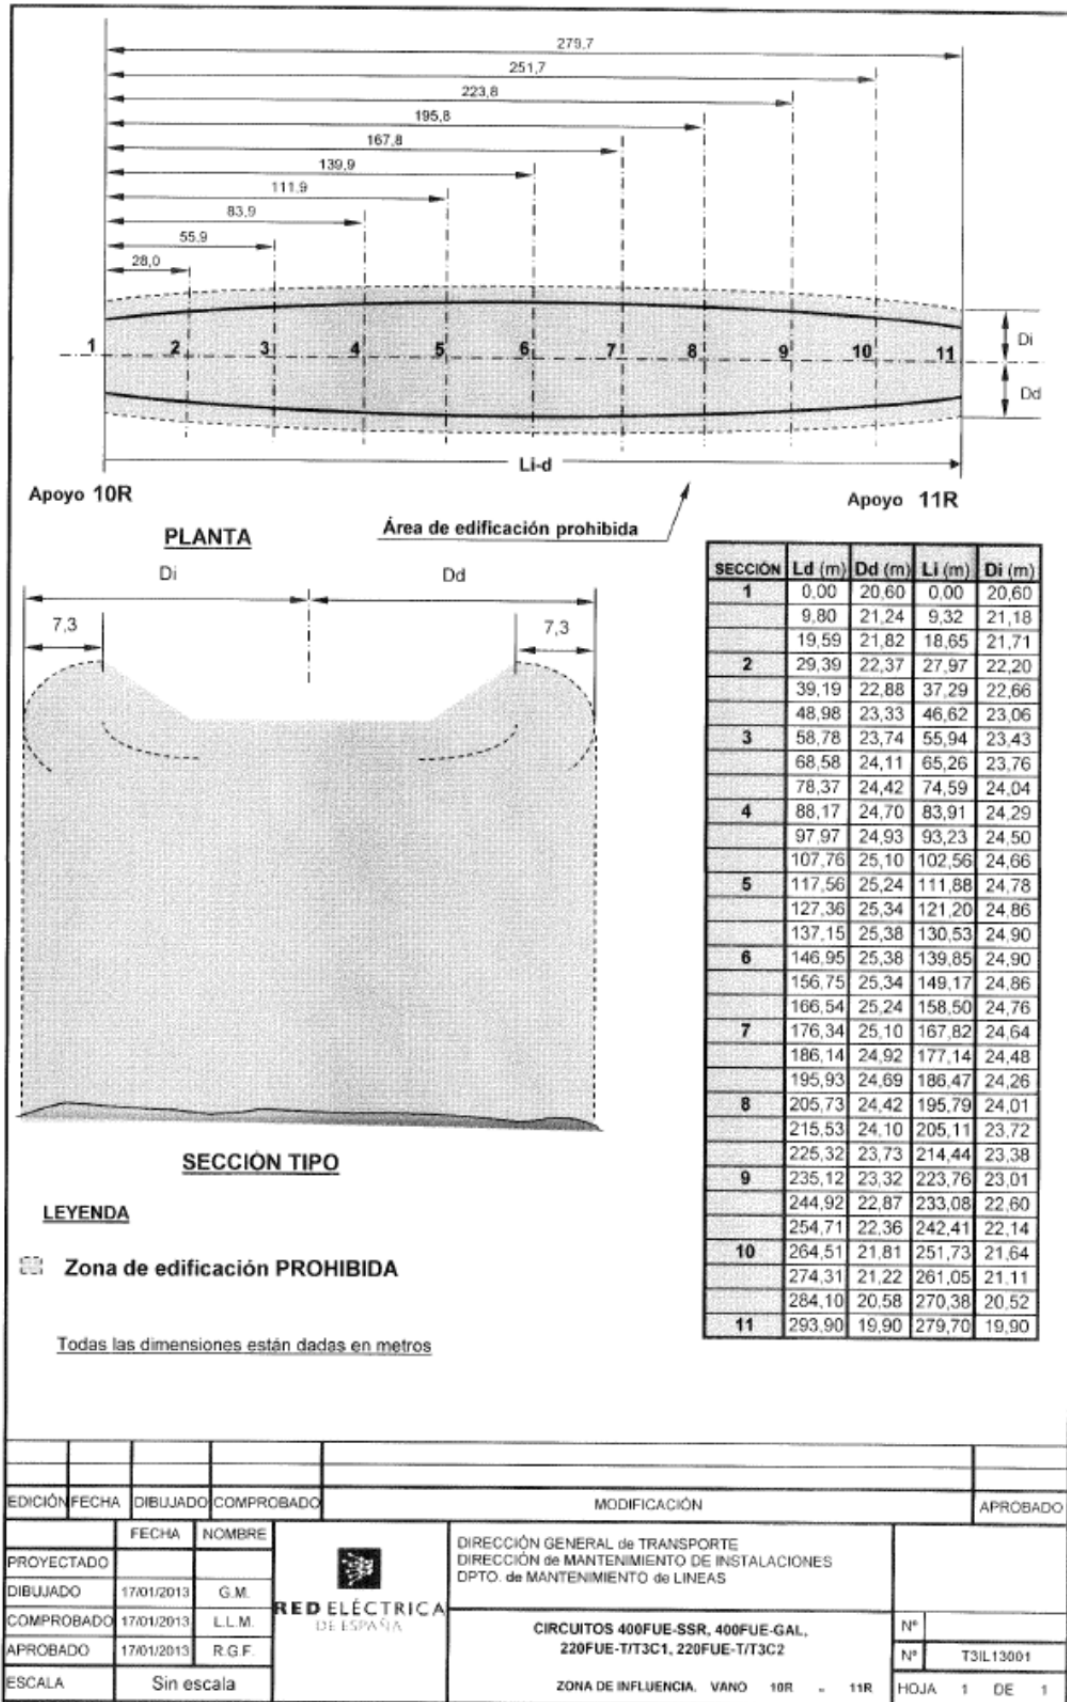 279,7
251,7
223,8
195,8
167,8
139,9
111,9
83,9
55,9
28,0
1 2 3 4 5 6 7 8 9 10 11
Di
Dd
Li-d
Apoyo 10R
Apoyo 11R
Área de edificación prohibida
PLANTA
Di Dd
7,3 7,3
SECCIÓN TIPO
LEYENDA
Zona de edificación PROHIBIDA
Todas las dimensiones están dadas en metros
SECCIÓN Ld (m) Dd (m) Li (m) Di (m)
1 0,00 20,60 0,00 20,60
9,80 21,24 9,32 21,18
19,59 21,82 18,65 21,71
2 29,39 22,37 27,97 22,20
39,19 22,88 37,29 22,66
48,98 23,33 46,62 23,06
3 58,78 23,74 55,94 23,43
68,58 24,11 65,26 23,76
78,37 24,42 74,59 24,04
4 88,17 24,70 83,91 24,29
97,97 24,93 93,23 24,50
107,76 25,10 102,56 24,66
5 117,56 25,24 111,88 24,78
127,36 25,34 121,20 24,86
137,15 25,38 130,53 24,90
6 146,95 25,38 139,85 24,90
156,75 25,34 149,17 24,86
166,54 25,24 158,50 24,76
7 176,34 25,10 167,82 24,64
186,14 24,92 177,14 24,48
195,93 24,69 186,47 24,26
8 205,73 24,42 195,79 24,01
215,53 24,10 205,11 23,72
225,32 23,73 214,44 23,38
9 235,12 23,32 223,76 23,01
244,92 22,87 233,08 22,60
254,71 22,36 242,41 22,14
10 264,51 21,81 251,73 21,64
274,31 21,22 261,05 21,11
284,10 20,58 270,38 20,52
11 293,90 19,90 279,70 19,90
EDICIÓN FECHA DIBUJADO COMPROBADO MODIFICACIÓN APROBADO
FECHA NOMBRE
PROYECTADO
DIBUJADO 17/01/2013 G.M.
COMPROBADO 17/01/2013 L.L.M.
APROBADO 17/01/2013 R.G.F.
ESCALA Sin escala
RED ELÉCTRICA
DE ESPAÑA
DIRECCIÓN GENERAL de TRANSPORTE
DIRECCIÓN de MANTENIMIENTO DE INSTALACIONES
DPTO. de MANTENIMIENTO de LINEAS
CIRCUITOS 400FUE-SSR, 400FUE-GAL,
220FUE-T/T3C1, 220FUE-T/T3C2
ZONA DE INFLUENCIA. VANO 10R - 11R
Nº
Nº T3IL13001
HOJA 1 DE 1